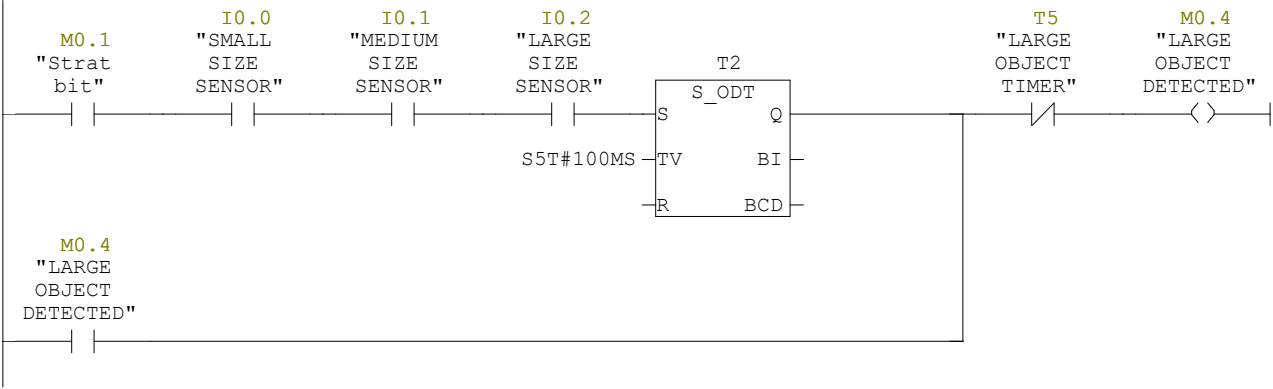 I0.0 I0.1 I0.2 T5 M0.4
M0.1 "SMALL "MEDIUM "LARGE "LARGE "LARGE
"Strat SIZE SIZE SIZE T2 OBJECT OBJECT
bit" SENSOR" SENSOR" SENSOR" S_ODT TIMER" DETECTED"
S Q
S5T#100MS TV BI
R BCD
M0.4
"LARGE
OBJECT
DETECTED"